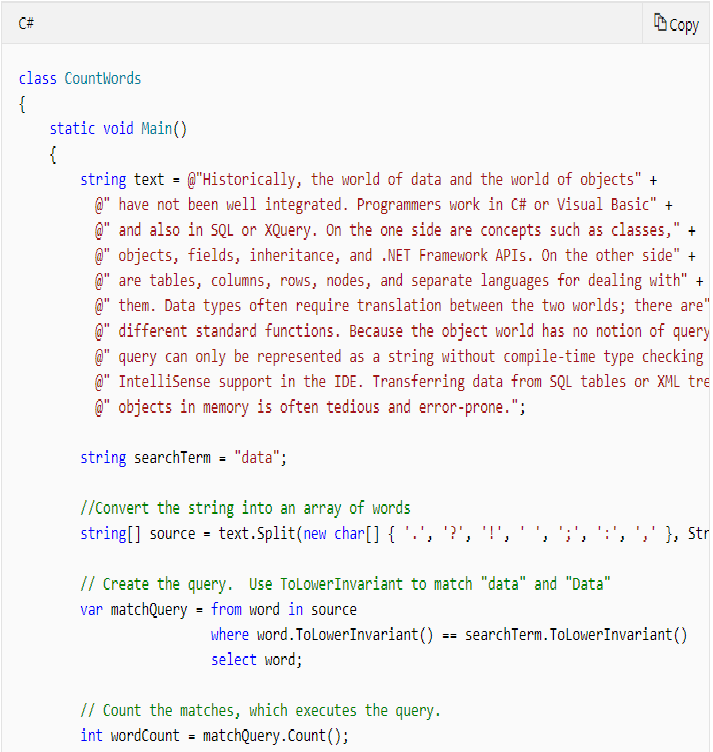 C#
Copy
class CountWords
{
static void Main()
{
string text = @"Historically, the world of data and the world of objects" +
@" have not been well integrated. Programmers work in C# or Visual Basic" +
@" and also in SQL or XQuery. On the one side are concepts such as classes," +
@" objects, fields, inheritance, and .NET Framework APIs. On the other side" +
@" are tables, columns, rows, nodes, and separate languages for dealing with" +
@" them. Data types often require translation between the two worlds; there are"
@" different standard functions. Because the object world has no notion of query
@" query can only be represented as a string without compile-time type checking
@" IntelliSense support in the IDE. Transferring data from SQL tables or XML tre
@" objects in memory is often tedious and error-prone.";
string searchTerm = "data";
//Convert the string into an array of words
string[] source = text.Split(new char[] { '.', '?', '!', ' ', ';', ':', ',' }, Str
// Create the query.  Use ToLowerInvariant to match "data" and "Data"
var matchQuery = from word in source
where word.ToLowerInvariant() == searchTerm.ToLowerInvariant()
select word;
// Count the matches, which executes the query.
int wordCount = matchQuery.Count();